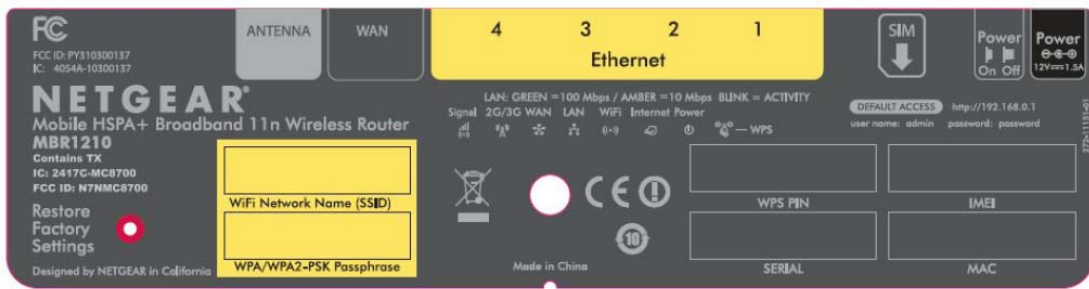 FC
FCC ID: PY310300137
IC: 4054A-10300137
ANTENNA
WAN
4 3 2 1
Ethernet
SIM
Power
On Off
Power
12V 1.5A
NETGEAR®
Mobile HSPA+ Broadband 11n Wireless Router
MBR1210
Contains TX
IC: 2417C-MC8700
FCC ID: N7NMC8700
Restore
Factory
Settings
Designed by NETGEAR in California
WiFi Network Name (SSID)
WPA/WPA2-PSK Passphrase
LAN: GREEN =100 Mbps / AMBER =10 Mbps BLINK = ACTIVITY
Signal 2G/3G WAN LAN WiFi Internet Power
— WPS
DEFAULT ACCESS http://192.168.0.1
user name: admin password: password
CE
10
Made in China
WPS PIN
IMEI
SERIAL
MAC